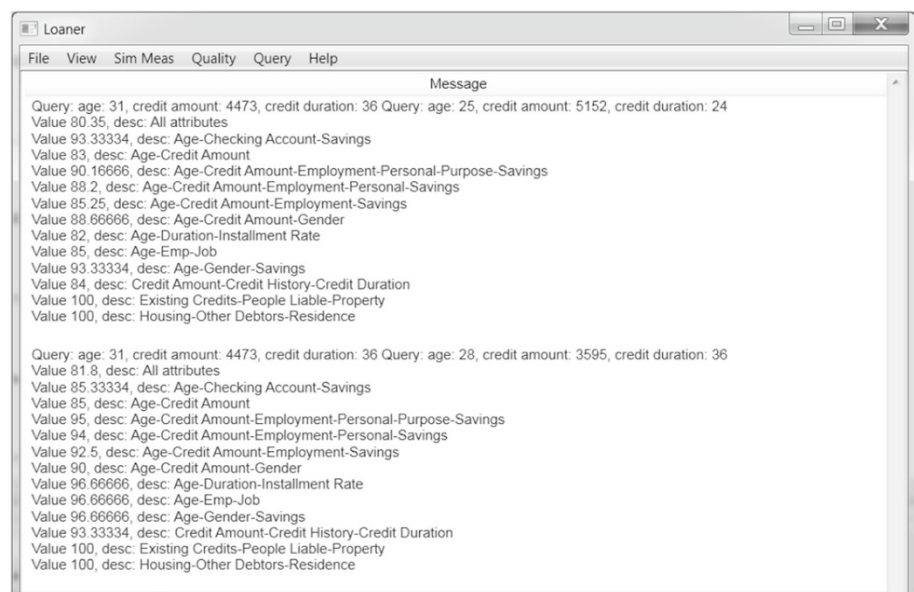 Loaner
File View Sim Meas Quality Query Help
Message
Query: age: 31, credit amount: 4473, credit duration: 36 Query: age: 25, credit amount: 5152, credit duration: 24
Value 80.35, desc: All attributes
Value 93.33334, desc: Age-Checking Account-Savings
Value 83, desc: Age-Credit Amount
Value 90.16666, desc: Age-Credit Amount-Employment-Personal-Purpose-Savings
Value 88.2, desc: Age-Credit Amount-Employment-Personal-Savings
Value 85.25, desc: Age-Credit Amount-Employment-Savings
Value 88.66666, desc: Age-Credit Amount-Gender
Value 82, desc: Age-Duration-Installment Rate
Value 85, desc: Age-Emp-Job
Value 93.33334, desc: Age-Gender-Savings
Value 84, desc: Credit Amount-Credit History-Credit Duration
Value 100, desc: Existing Credits-People Liable-Property
Value 100, desc: Housing-Other Debtors-Residence
Query: age: 31, credit amount: 4473, credit duration: 36 Query: age: 28, credit amount: 3595, credit duration: 36
Value 81.8, desc: All attributes
Value 85.33334, desc: Age-Checking Account-Savings
Value 85, desc: Age-Credit Amount
Value 95, desc: Age-Credit Amount-Employment-Personal-Purpose-Savings
Value 94, desc: Age-Credit Amount-Employment-Personal-Savings
Value 92.5, desc: Age-Credit Amount-Employment-Savings
Value 90, desc: Age-Credit Amount-Gender
Value 96.66666, desc: Age-Duration-Installment Rate
Value 96.66666, desc: Age-Emp-Job
Value 96.66666, desc: Age-Gender-Savings
Value 93.33334, desc: Credit Amount-Credit History-Credit Duration
Value 100, desc: Existing Credits-People Liable-Property
Value 100, desc: Housing-Other Debtors-Residence